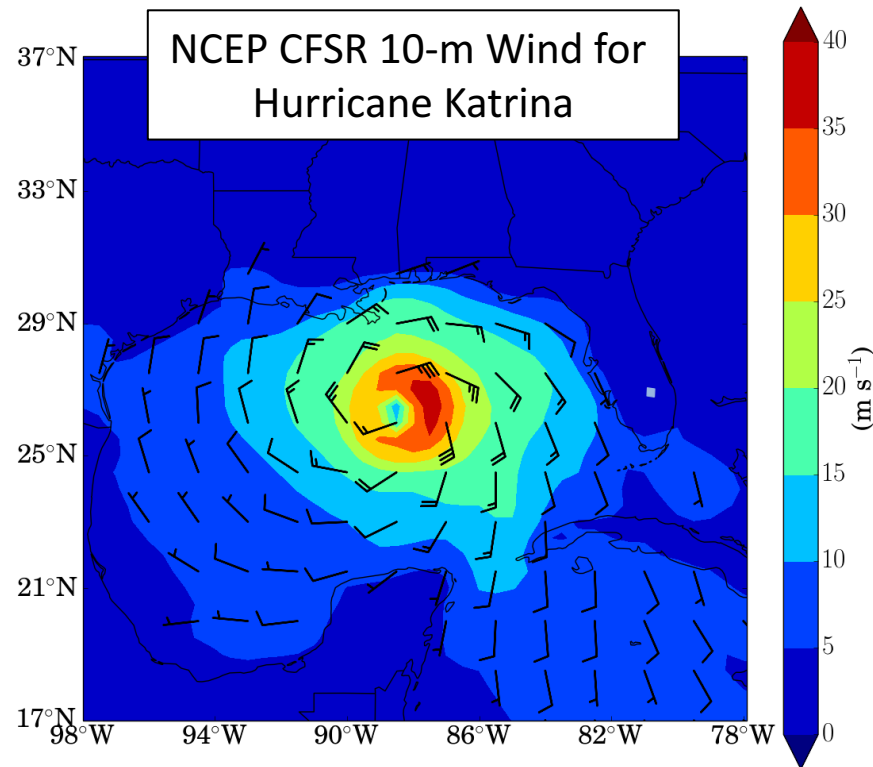 NCEP CFSR 10-m Wind for
Hurricane Katrina
37°N
33°N
29°N
25°N
21°N
17°N
98°W 94°W 90°W 86°W 82°W 78°W
40
35
30
25
20
15
10
5
0
(m s⁻¹)